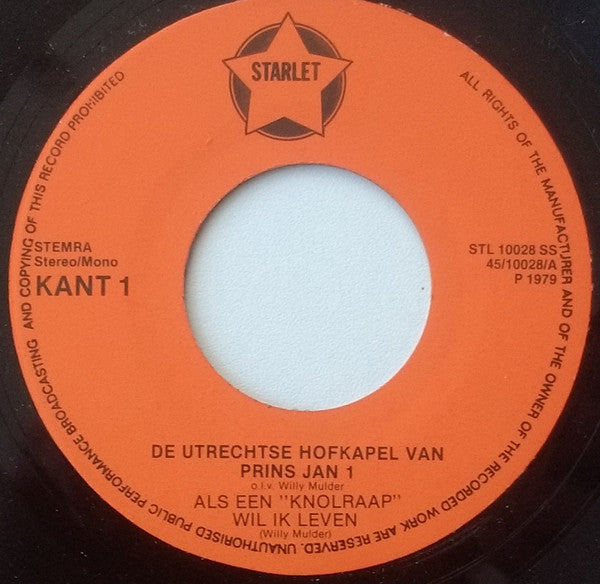 STARLET
ALL RIGHTS OF THE MANUFACTURER AND OF THE OWNER OF THE RECORDED WORK ARE RESERVED. UNAUTHORISED PUBLIC PERFORMANCE BROADCASTING AND COPYING OF THIS RECORD PROHIBITED
STEMRA
Stereo/Mono
KANT 1
STL 10028 SS
45/10028/A
P 1979
DE UTRECHTSE HOFKAPEL VAN
PRINS JAN 1
o.l.v. Willy Mulder
ALS EEN "KNOLRAAP"
WIL IK LEVEN
(Willy Mulder)